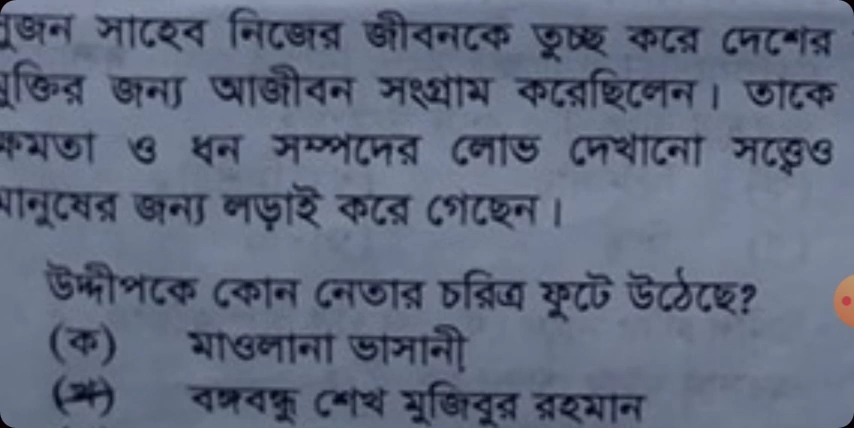 সুজন সাহেব নিজের জীবনকে তুচ্ছ করে দেশের
মুক্তির জন্য আজীবন সংগ্রাম করেছিলেন। তাকে
ক্ষমতা ও ধন সম্পদের লোভ দেখানো সত্ত্বেও
মানুষের জন্য লড়াই করে গেছেন।
উদ্দীপকে কোন নেতার চরিত্র ফুটে উঠেছে?
(ক) মাওলানা ভাসানী
(খ) বঙ্গবন্ধু শেখ মুজিবুর রহমান